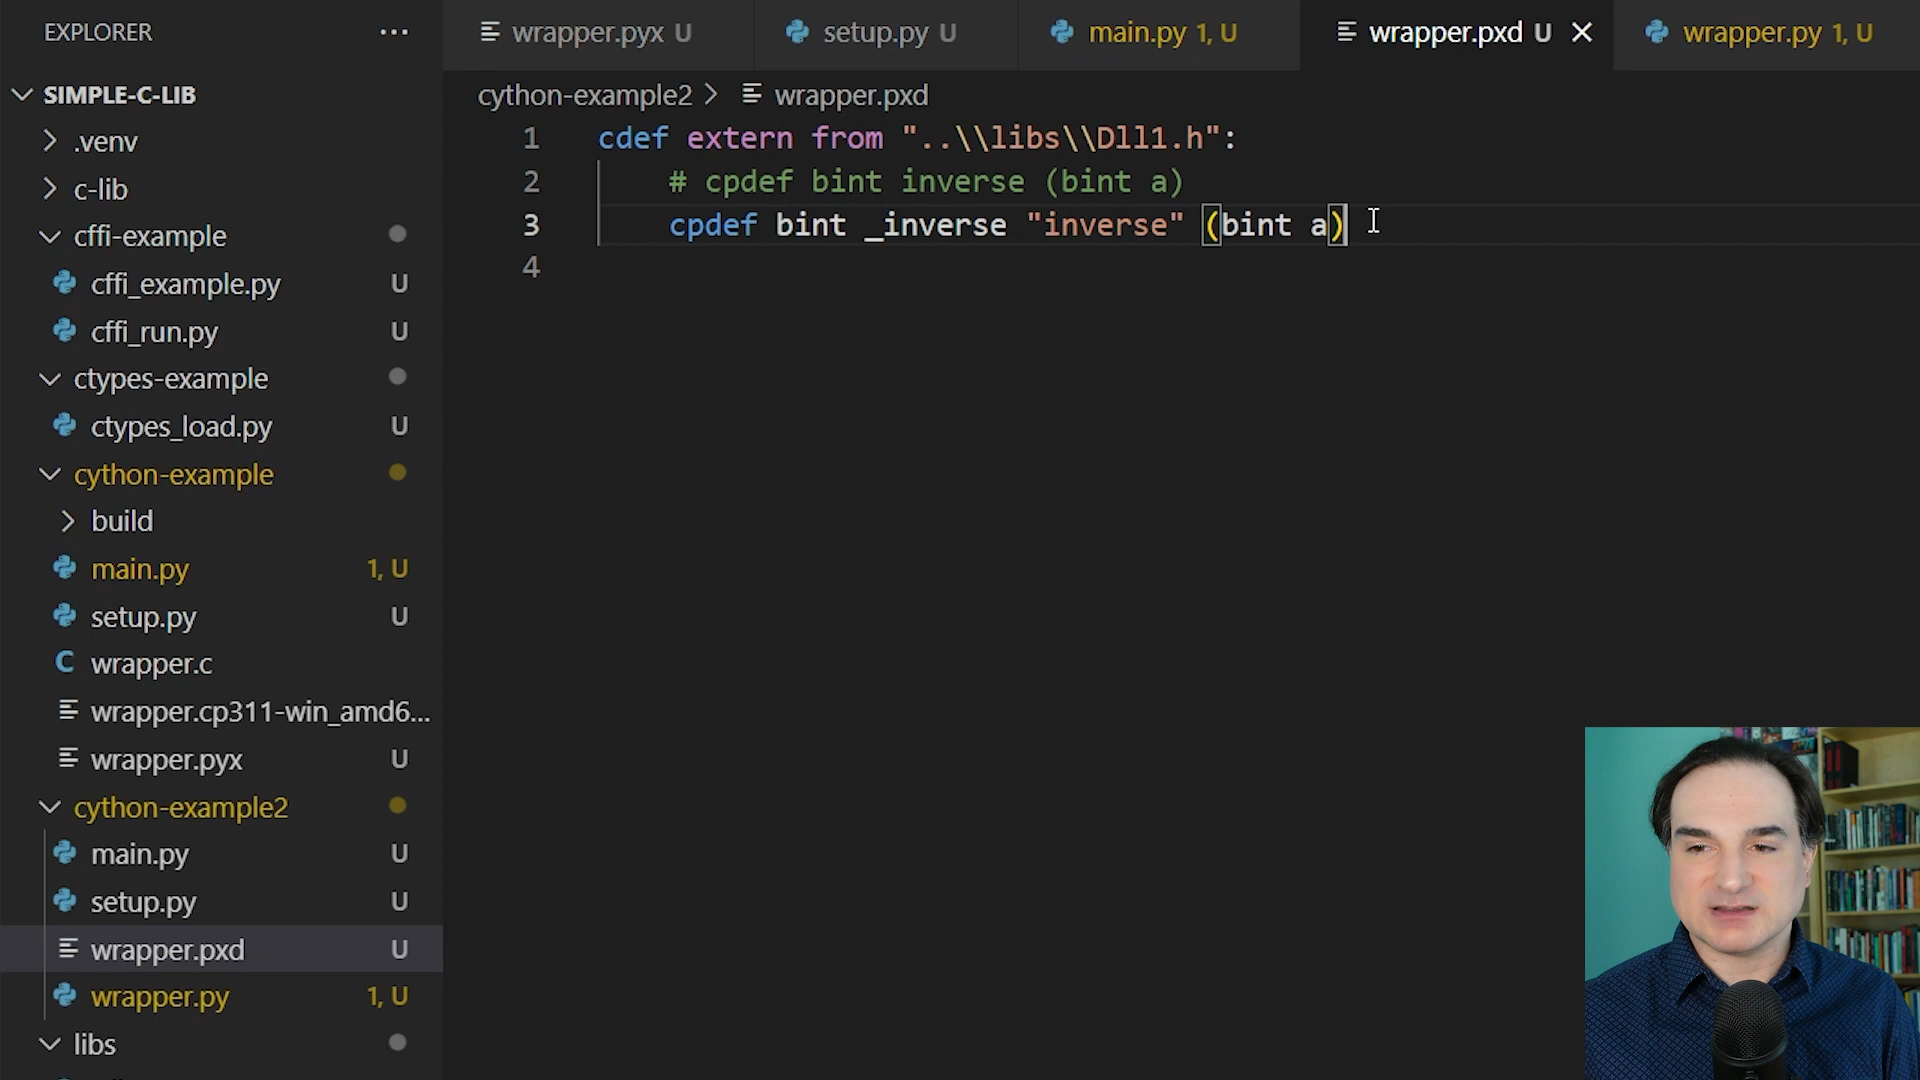 EXPLORER ...
SIMPLE-C-LIB
.venv
c-lib
cffi-example
cffi_example.py U
cffi_run.py U
ctypes-example
ctypes_load.py U
cython-example
build
main.py 1, U
setup.py U
C wrapper.c
wrapper.cp311-win_amd6...
wrapper.pyx U
cython-example2
main.py U
setup.py U
wrapper.pxd U
wrapper.py 1, U
libs
wrapper.pyx U setup.py U main.py 1, U wrapper.pxd U wrapper.py 1, U
cython-example2 > wrapper.pxd
1 cdef extern from "..\\libs\\Dll1.h":
2 # cpdef bint inverse (bint a)
3 cpdef bint _inverse "inverse" (bint a)
4